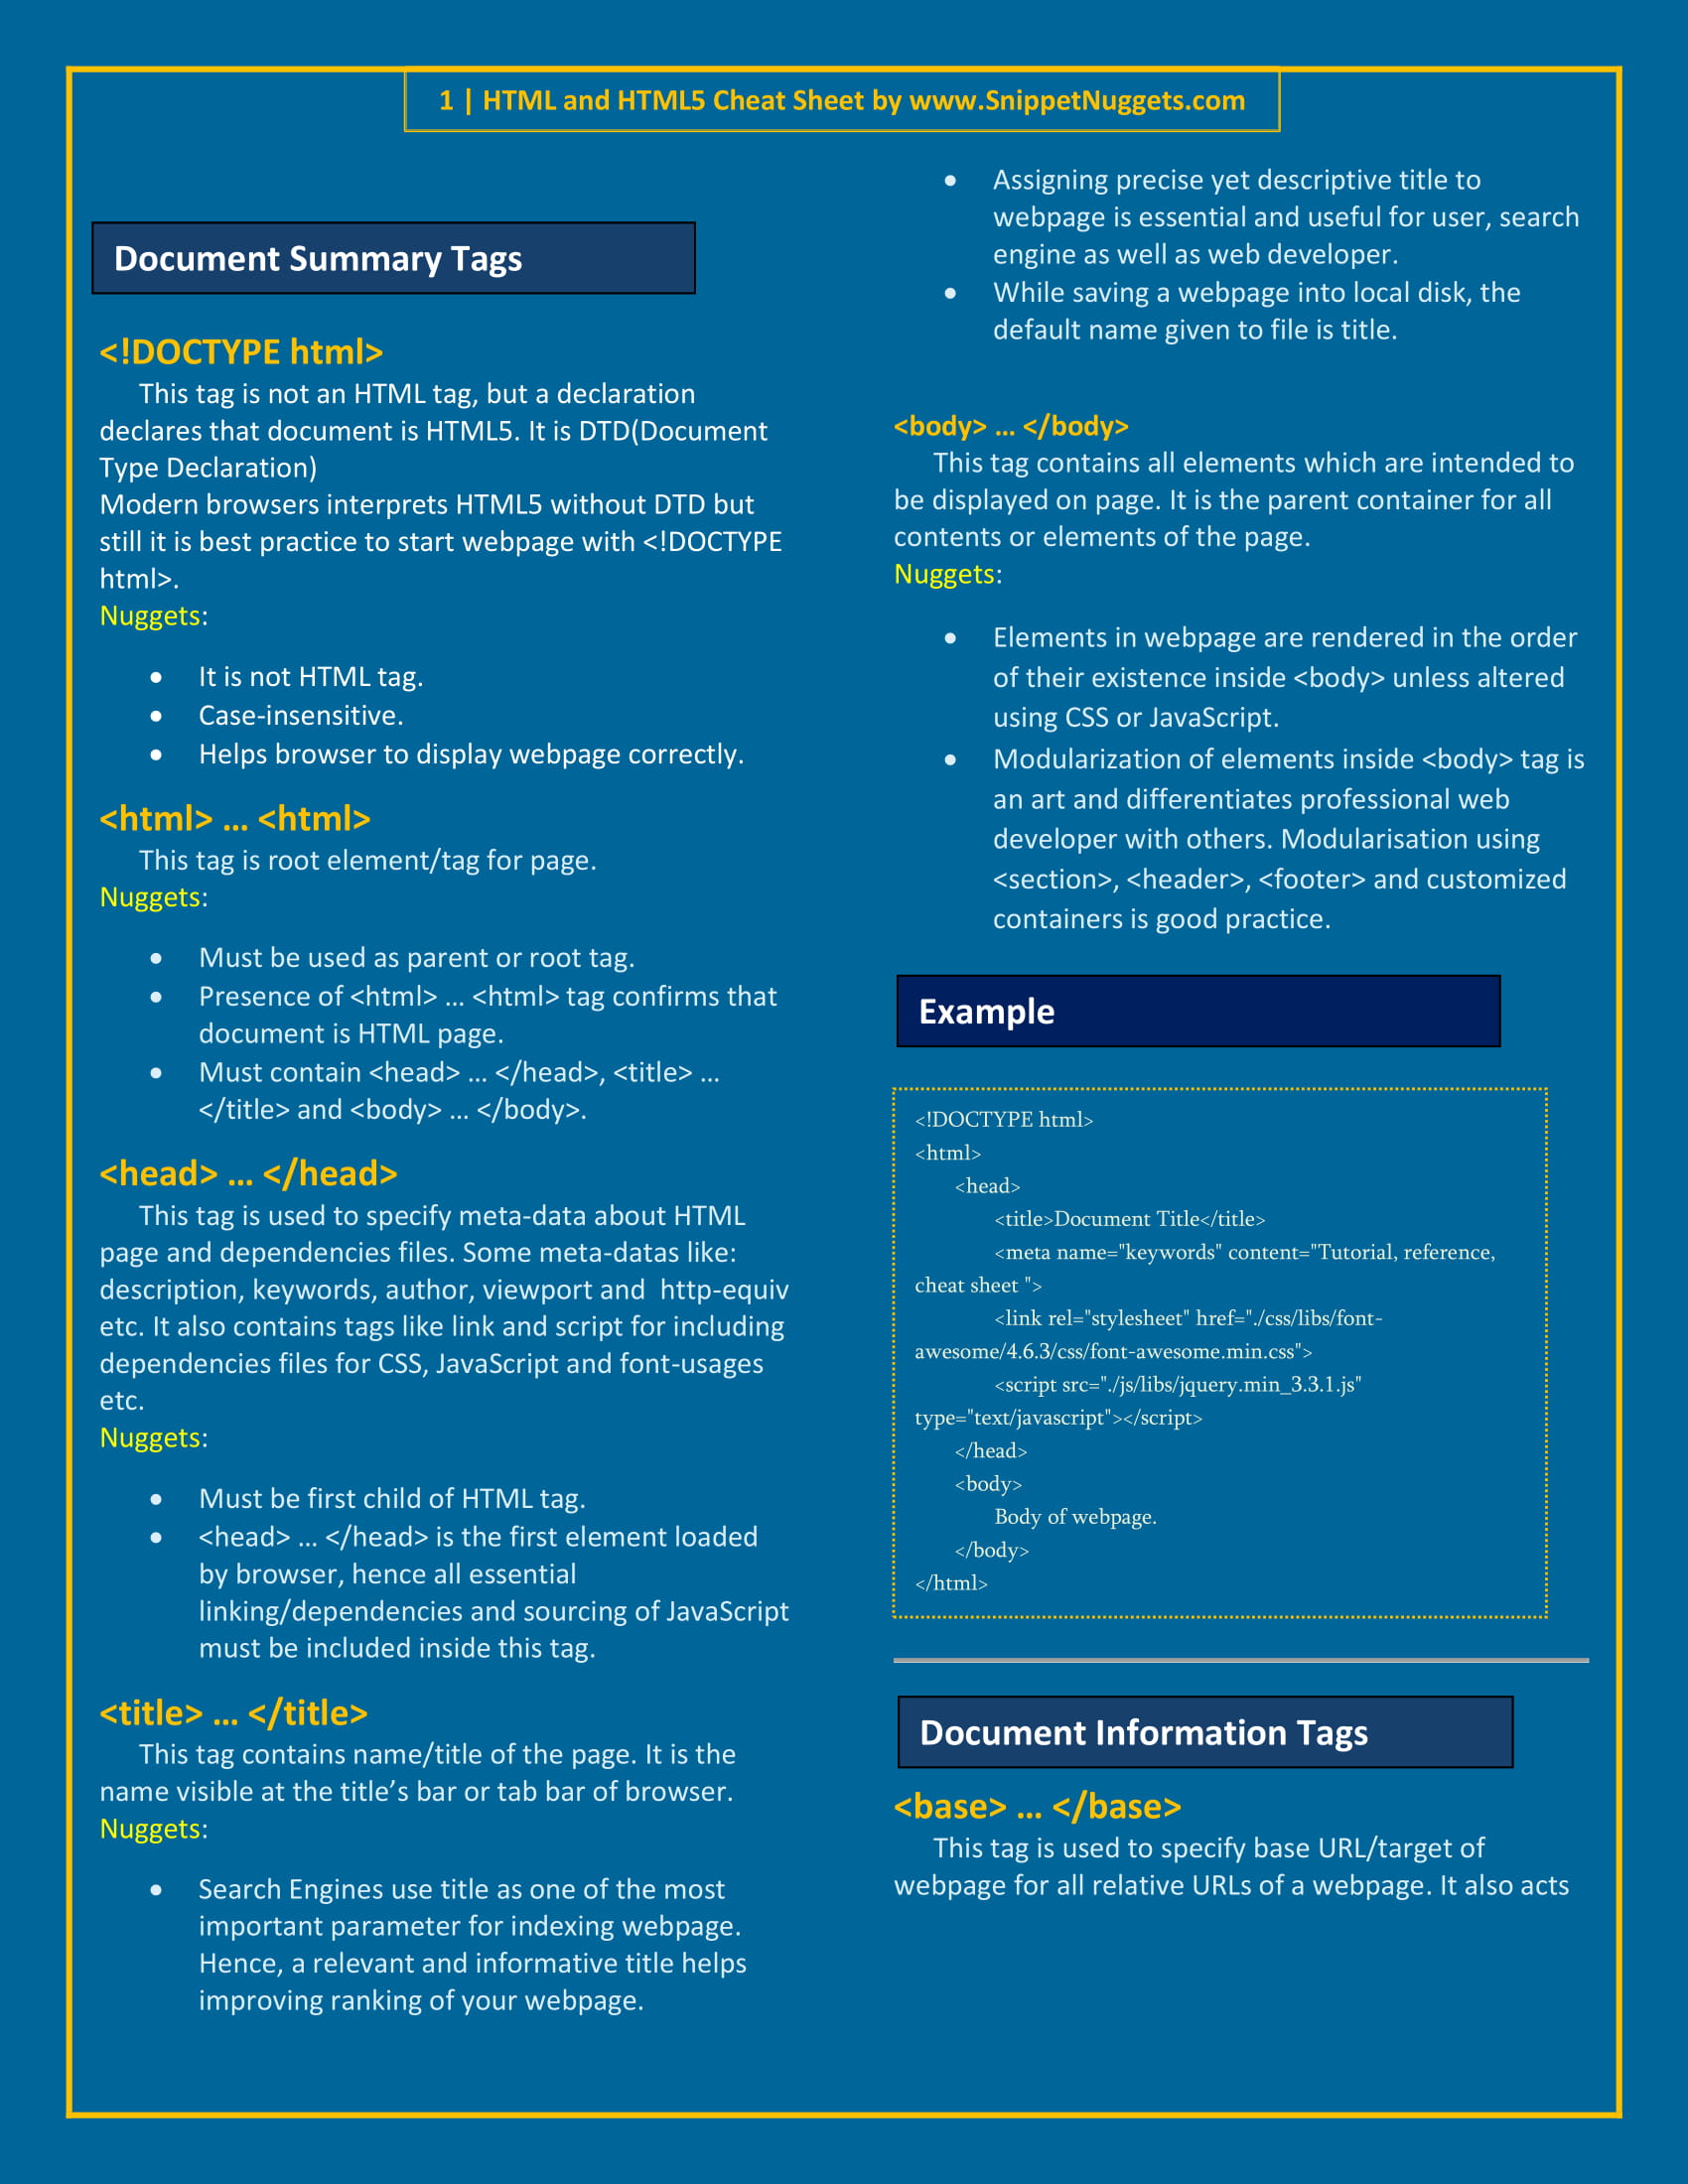 1 | HTML and HTML5 Cheat Sheet by www.SnippetNuggets.com
Document Summary Tags
<!DOCTYPE html>
This tag is not an HTML tag, but a declaration
declares that document is HTML5. It is DTD(Document
Type Declaration)
Modern browsers interprets HTML5 without DTD but
still it is best practice to start webpage with <!DOCTYPE
html>.
Nuggets:
• It is not HTML tag.
• Case-insensitive.
• Helps browser to display webpage correctly.
<html> … <html>
This tag is root element/tag for page.
Nuggets:
• Must be used as parent or root tag.
• Presence of <html> … <html> tag confirms that
document is HTML page.
• Must contain <head> … </head>, <title> …
</title> and <body> … </body>.
<head> … </head>
This tag is used to specify meta-data about HTML
page and dependencies files. Some meta-datas like:
description, keywords, author, viewport and  http-equiv
etc. It also contains tags like link and script for including
dependencies files for CSS, JavaScript and font-usages
etc.
Nuggets:
• Must be first child of HTML tag.
• <head> … </head> is the first element loaded
by browser, hence all essential
linking/dependencies and sourcing of JavaScript
must be included inside this tag.
<title> … </title>
This tag contains name/title of the page. It is the
name visible at the title’s bar or tab bar of browser.
Nuggets:
• Search Engines use title as one of the most
important parameter for indexing webpage.
Hence, a relevant and informative title helps
improving ranking of your webpage.
• Assigning precise yet descriptive title to
webpage is essential and useful for user, search
engine as well as web developer.
• While saving a webpage into local disk, the
default name given to file is title.
<body> … </body>
This tag contains all elements which are intended to
be displayed on page. It is the parent container for all
contents or elements of the page.
Nuggets:
• Elements in webpage are rendered in the order
of their existence inside <body> unless altered
using CSS or JavaScript.
• Modularization of elements inside <body> tag is
an art and differentiates professional web
developer with others. Modularisation using
<section>, <header>, <footer> and customized
containers is good practice.
Example
<!DOCTYPE html>
<html>
<head>
<title>Document Title</title>
<meta name="keywords" content="Tutorial, reference,
cheat sheet ">
<link rel="stylesheet" href="./css/libs/font-
awesome/4.6.3/css/font-awesome.min.css">
<script src="./js/libs/jquery.min_3.3.1.js"
type="text/javascript"></script>
</head>
<body>
Body of webpage.
</body>
</html>
Document Information Tags
<base> … </base>
This tag is used to specify base URL/target of
webpage for all relative URLs of a webpage. It also acts